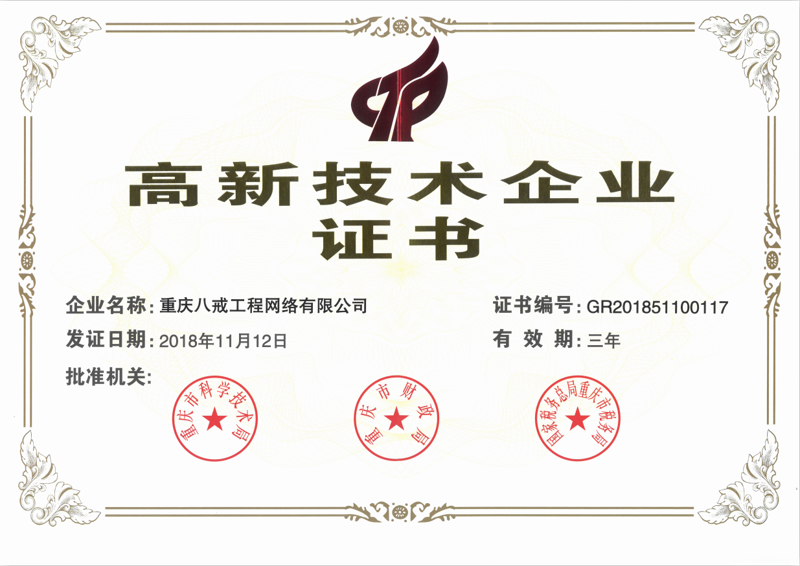 高新技术企业
证书
企业名称：重庆八戒工程网络有限公司
证书编号：GR201851100117
发证日期：2018年11月12日
有效期：三年
批准机关：
重庆市科学技术局
重庆市财政局
国家税务总局重庆市税务局